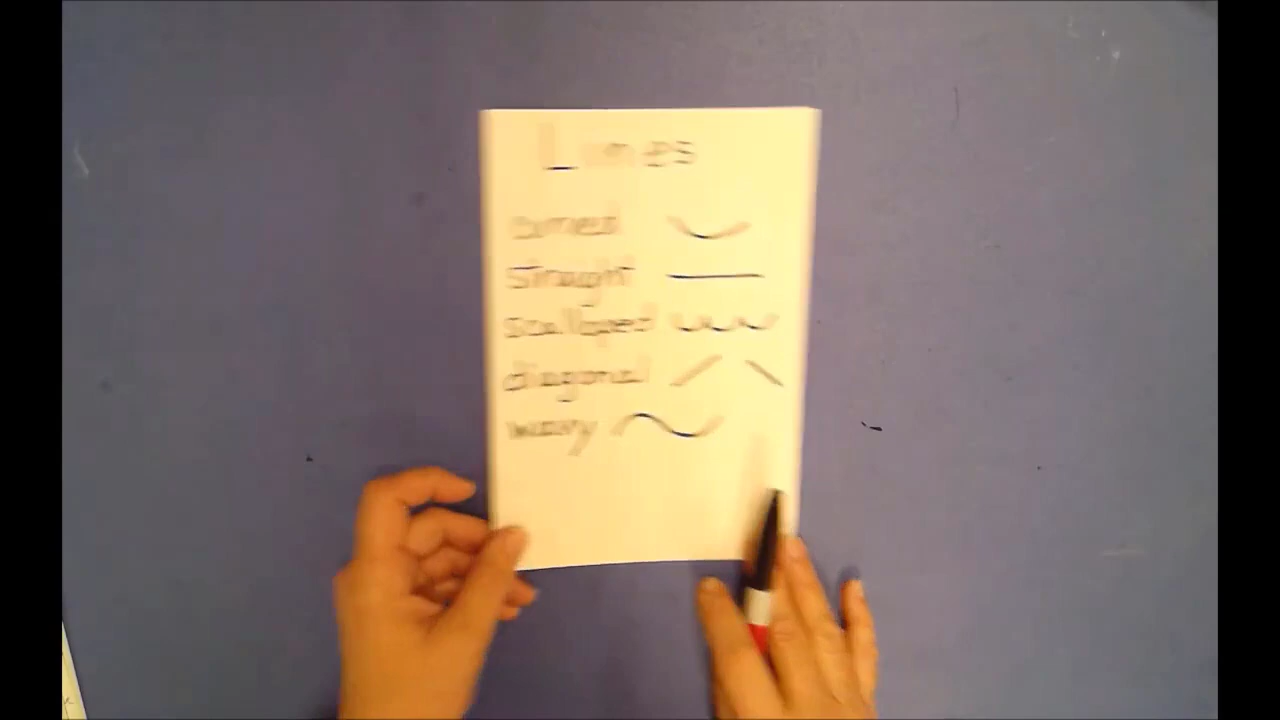 Lines
curved
straight
scalloped
diagonal
wavy